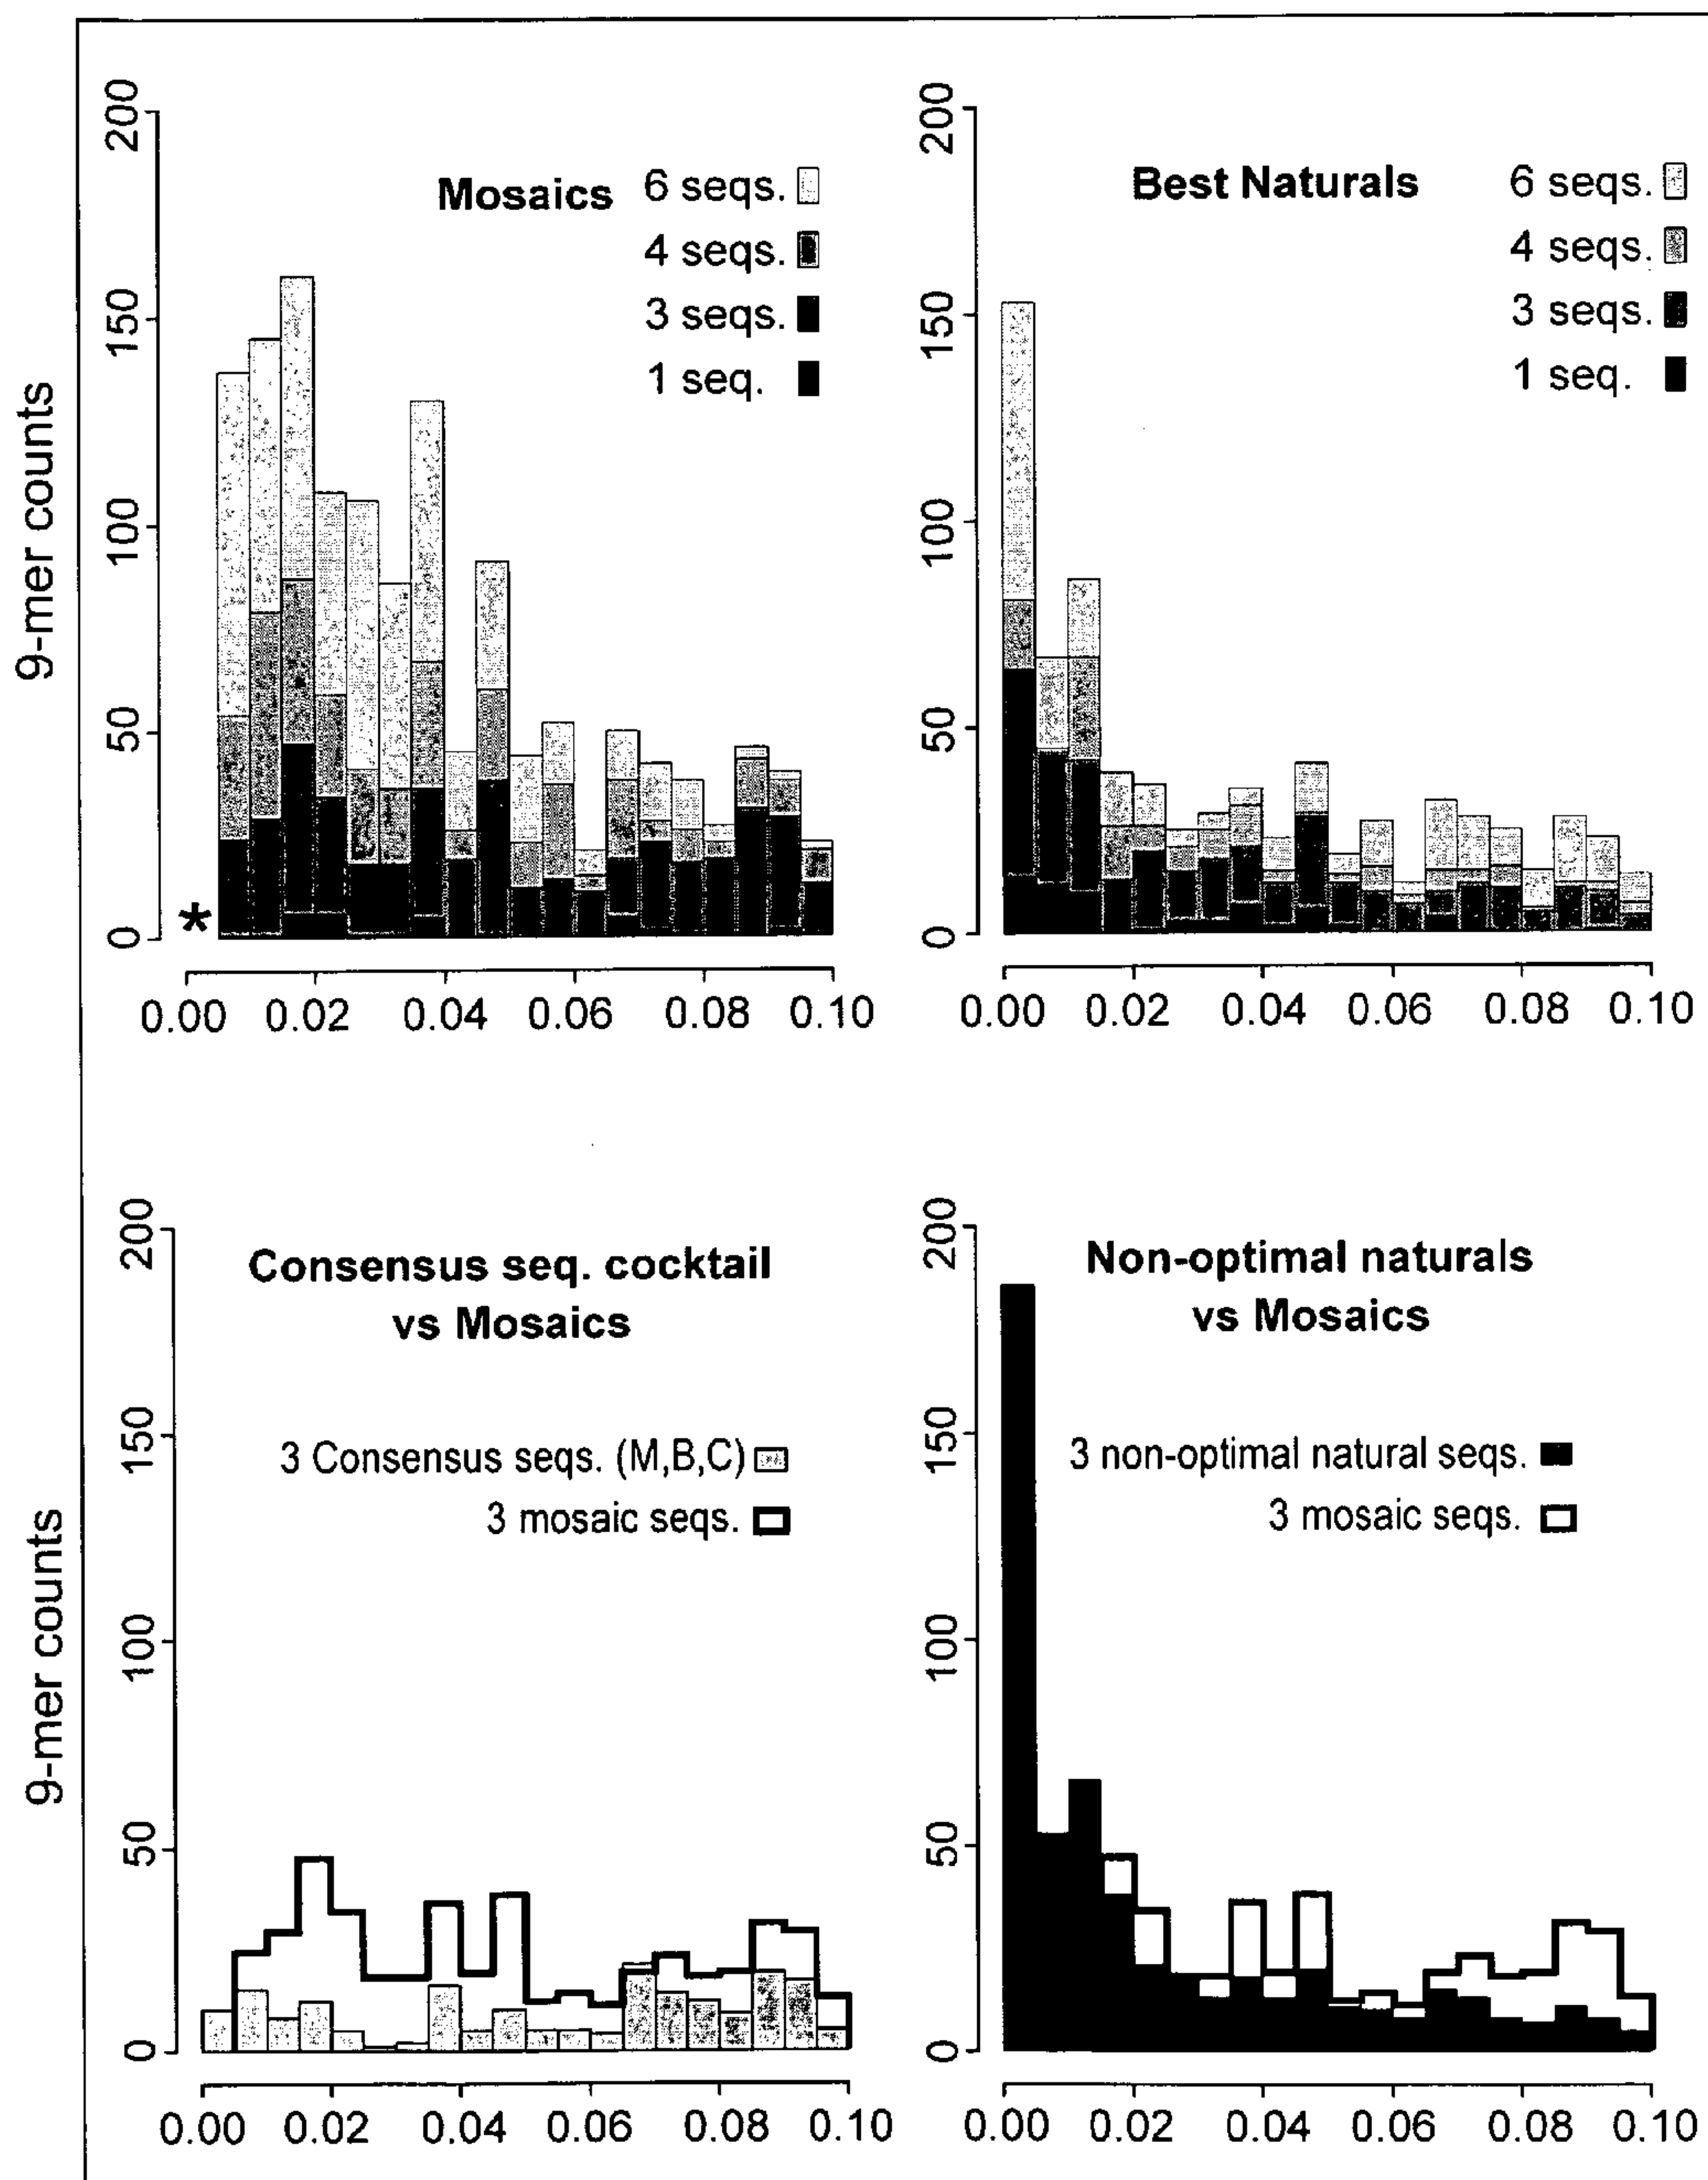 Mosaics
6 seqs.
4 seqs.
3 seqs.
1 seq.
9-mer counts
0 50 100 150 200
*
0.00 0.02 0.04 0.06 0.08 0.10
Best Naturals
6 seqs.
4 seqs.
3 seqs.
1 seq.
0 50 100 150 200
0.00 0.02 0.04 0.06 0.08 0.10
Consensus seq. cocktail
vs Mosaics
3 Consensus seqs. (M,B,C)
3 mosaic seqs.
9-mer counts
0 50 100 150 200
0.00 0.02 0.04 0.06 0.08 0.10
Non-optimal naturals
vs Mosaics
3 non-optimal natural seqs.
3 mosaic seqs.
0 50 100 150 200
0.00 0.02 0.04 0.06 0.08 0.10